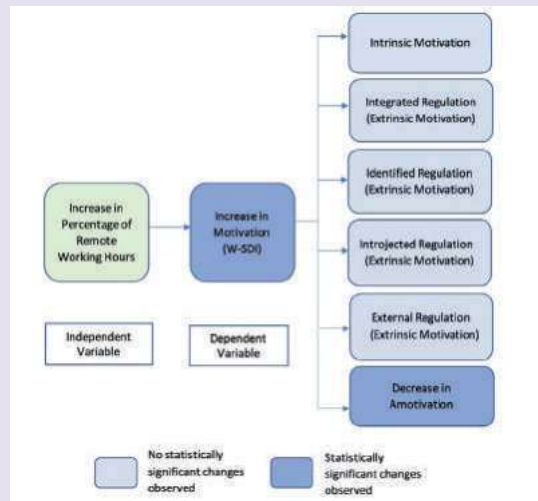 Intrinsic Motivation
Integrated Regulation
(Extrinsic Motivation)
Identified Regulation
(Extrinsic Motivation)
Increase in
Percentage of
Remote
Working Hours
Increase in
Motivation
(W-SDI)
Introjected Regulation
(Extrinsic Motivation)
External Regulation
(Extrinsic Motivation)
Independent
Variable
Dependent
Variable
Decrease in
Amotivation
No statistically
significant changes
observed
Statistically
significant changes
observed